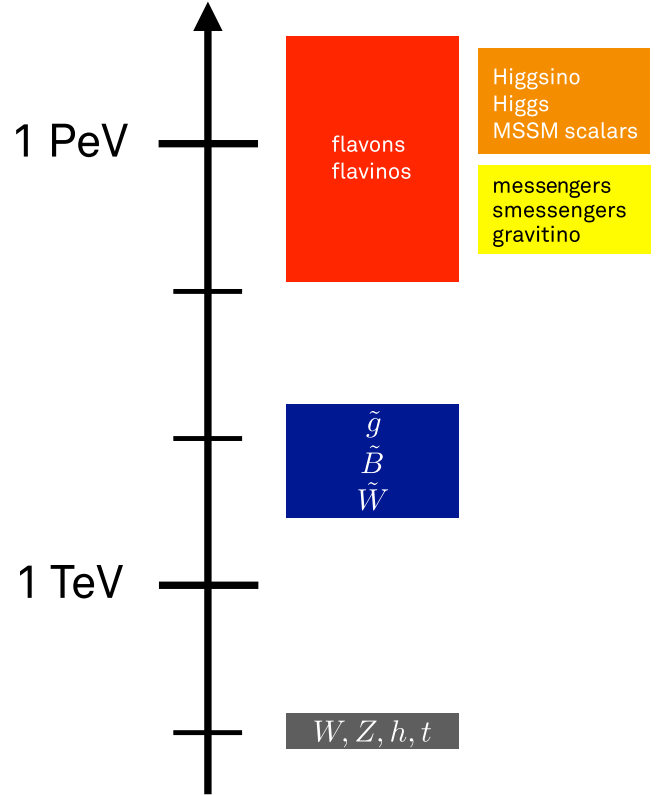 1 PeV
flavons
flavinos
Higgsino
Higgs
MSSM scalars
messengers
smessengers
gravitino
g̃
B̃
W̃
1 TeV
W, Z, h, t